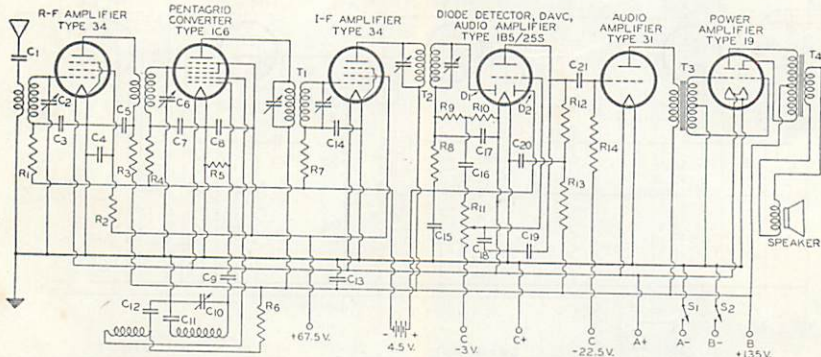 R-F AMPLIFIER
TYPE 34
PENTAGRID
CONVERTER
TYPE 1C6
I-F AMPLIFIER
TYPE 34
DIODE DETECTOR, DAVC,
AUDIO AMPLIFIER
TYPE 1B5/25S
AUDIO
AMPLIFIER
TYPE 31
POWER
AMPLIFIER
TYPE 19
C1
C2
C3
C4
C5
C6
C7
C8
T1
C14
T2
D1
D2
R9
R10
C17
C20
C21
R12
R14
T3
T4
R1
R2
R3
R4
R5
R7
R8
C16
R11
R13
C15
C18
C19
SPEAKER
C9
C13
C12
C11
C10
R6
S1
S2
+67.5 V.
- +
4.5 V.
C
-3V.
C+
C
-22.5V.
A+
A-
B-
B
+135 V.